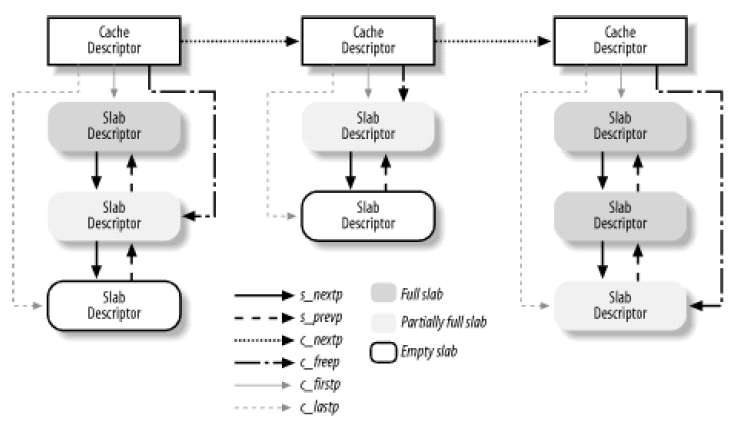 Cache
Descriptor
Cache
Descriptor
Cache
Descriptor
Slab
Descriptor
Slab
Descriptor
Slab
Descriptor
Slab
Descriptor
Slab
Descriptor
Slab
Descriptor
Slab
Descriptor
Slab
Descriptor
s_nextp
s_prevp
c_nextp
c_freep
c_firstp
c_lastp
Full slab
Partially full slab
Empty slab